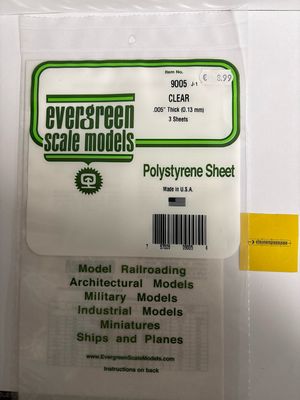 Item No.
9005 J-1
€ 8.99
CLEAR
.005" Thick (0.13 mm)
3 Sheets
evergreen
scale models
Polystyrene Sheet
Made in U.S.A.
Model Railroading
Architectural Models
Military Models
Industrial Models
Miniatures
Ships and Planes
www.EvergreenScaleModels.com
Instructions on back